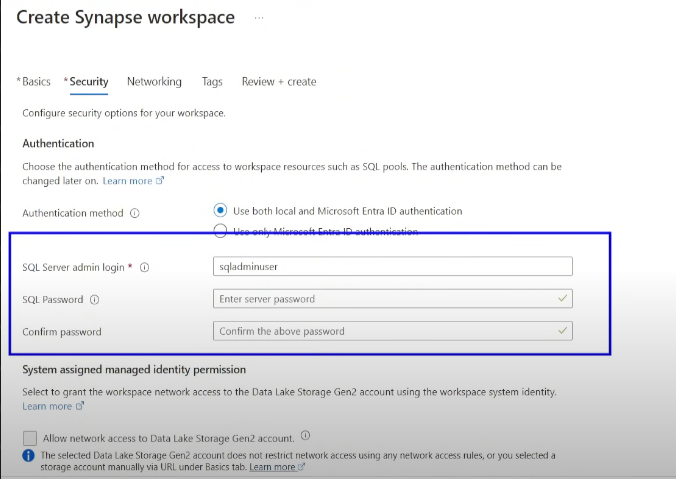 Create Synapse workspace ...
* Basics * Security Networking Tags Review + create
Configure security options for your workspace.
Authentication
Choose the authentication method for access to workspace resources such as SQL pools. The authentication method can be
changed later on. Learn more
Authentication method Use both local and Microsoft Entra ID authentication
Use only Microsoft Entra ID authentication
SQL Server admin login * sqladminuser
SQL Password Enter server password
Confirm password Confirm the above password
System assigned managed identity permission
Select to grant the workspace network access to the Data Lake Storage Gen2 account using the workspace system identity.
Learn more
Allow network access to Data Lake Storage Gen2 account.
The selected Data Lake Storage Gen2 account does not restrict network access using any network access rules, or you selected a
storage account manually via URL under Basics tab. Learn more